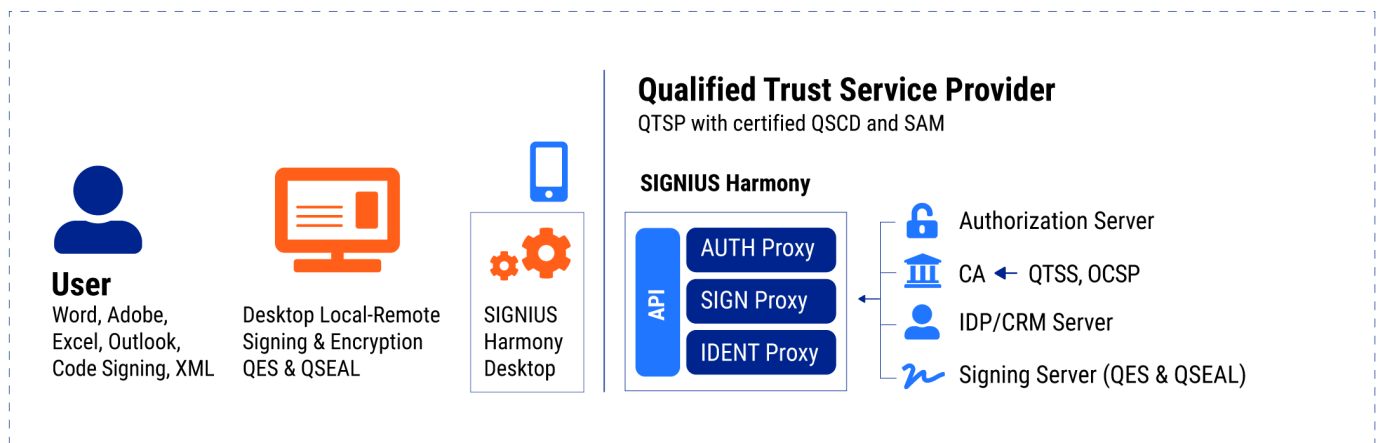 Qualified Trust Service Provider
QTSP with certified QSCD and SAM
SIGNIUS Harmony
User
Word, Adobe,
Excel, Outlook,
Code Signing, XML
Desktop Local-Remote
Signing & Encryption
QES & QSEAL
SIGNIUS
Harmony
Desktop
API
AUTH Proxy
SIGN Proxy
IDENT Proxy
Authorization Server
CA ← QTSS, OCSP
IDP/CRM Server
Signing Server (QES & QSEAL)